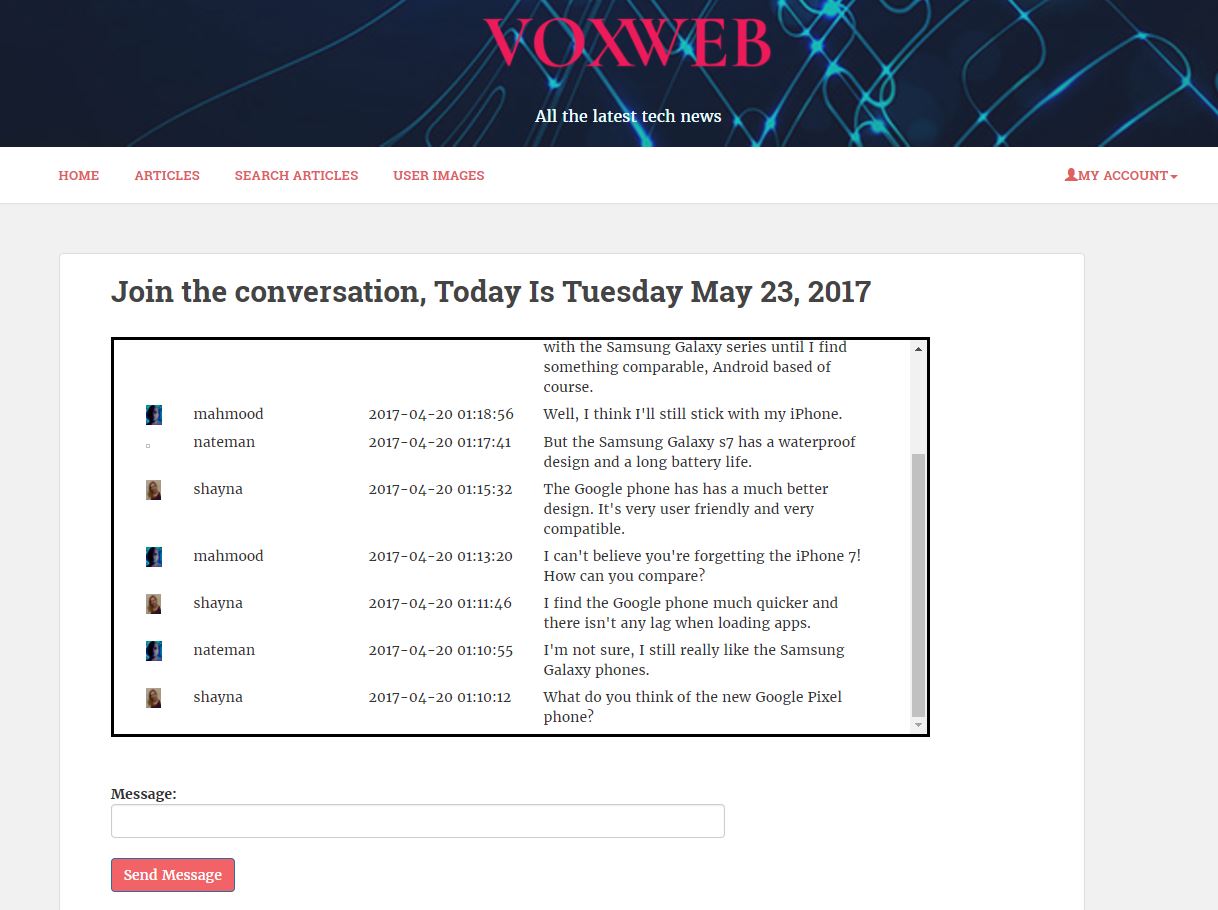 VOXWEB
All the latest tech news
HOME ARTICLES SEARCH ARTICLES USER IMAGES MY ACCOUNT
Join the conversation, Today Is Tuesday May 23, 2017
with the Samsung Galaxy series until I find
something comparable, Android based of
course.
mahmood 2017-04-20 01:18:56 Well, I think I'll still stick with my iPhone.
nateman 2017-04-20 01:17:41 But the Samsung Galaxy s7 has a waterproof
design and a long battery life.
shayna 2017-04-20 01:15:32 The Google phone has has a much better
design. It's very user friendly and very
compatible.
mahmood 2017-04-20 01:13:20 I can't believe you're forgetting the iPhone 7!
How can you compare?
shayna 2017-04-20 01:11:46 I find the Google phone much quicker and
there isn't any lag when loading apps.
nateman 2017-04-20 01:10:55 I'm not sure, I still really like the Samsung
Galaxy phones.
shayna 2017-04-20 01:10:12 What do you think of the new Google Pixel
phone?
Message:
Send Message